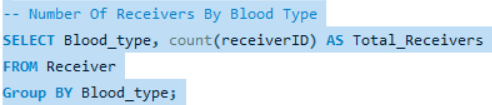 -- Number Of Receivers By Blood Type
SELECT Blood_type, count(receiverID) AS Total_Receivers
FROM Receiver
Group BY Blood_type;